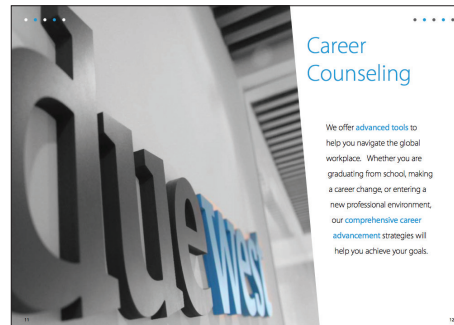 duewest
Career
Counseling
We offer advanced tools to
help you navigate the global
workplace. Whether you are
graduating from school, making
a career change, or entering a
new professional environment,
our comprehensive career
advancement strategies will
help you achieve your goals.
11
12